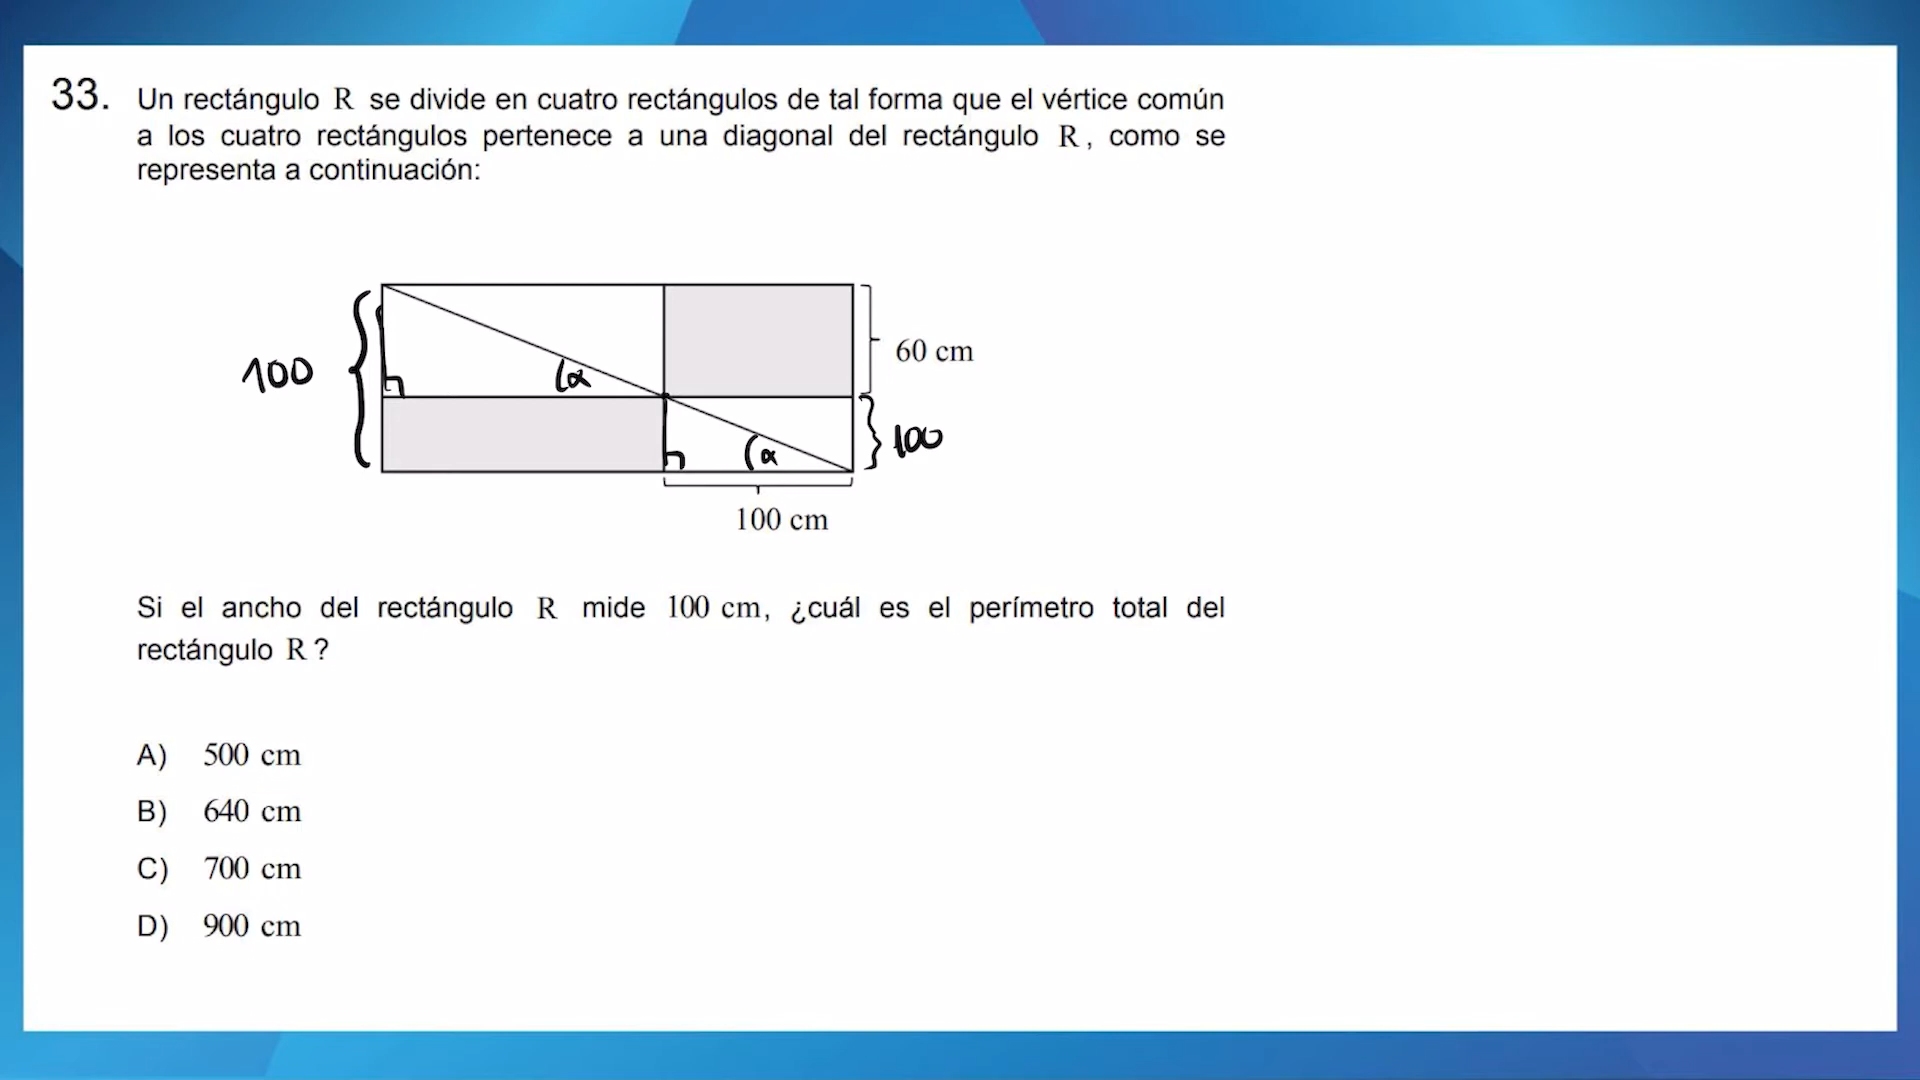 33. Un rectángulo R se divide en cuatro rectángulos de tal forma que el vértice común
a los cuatro rectángulos pertenece a una diagonal del rectángulo R, como se
representa a continuación:
60 cm
100
α
100
α
100 cm
Si el ancho del rectángulo R mide 100 cm, ¿cuál es el perímetro total del
rectángulo R?
A) 500 cm
B) 640 cm
C) 700 cm
D) 900 cm